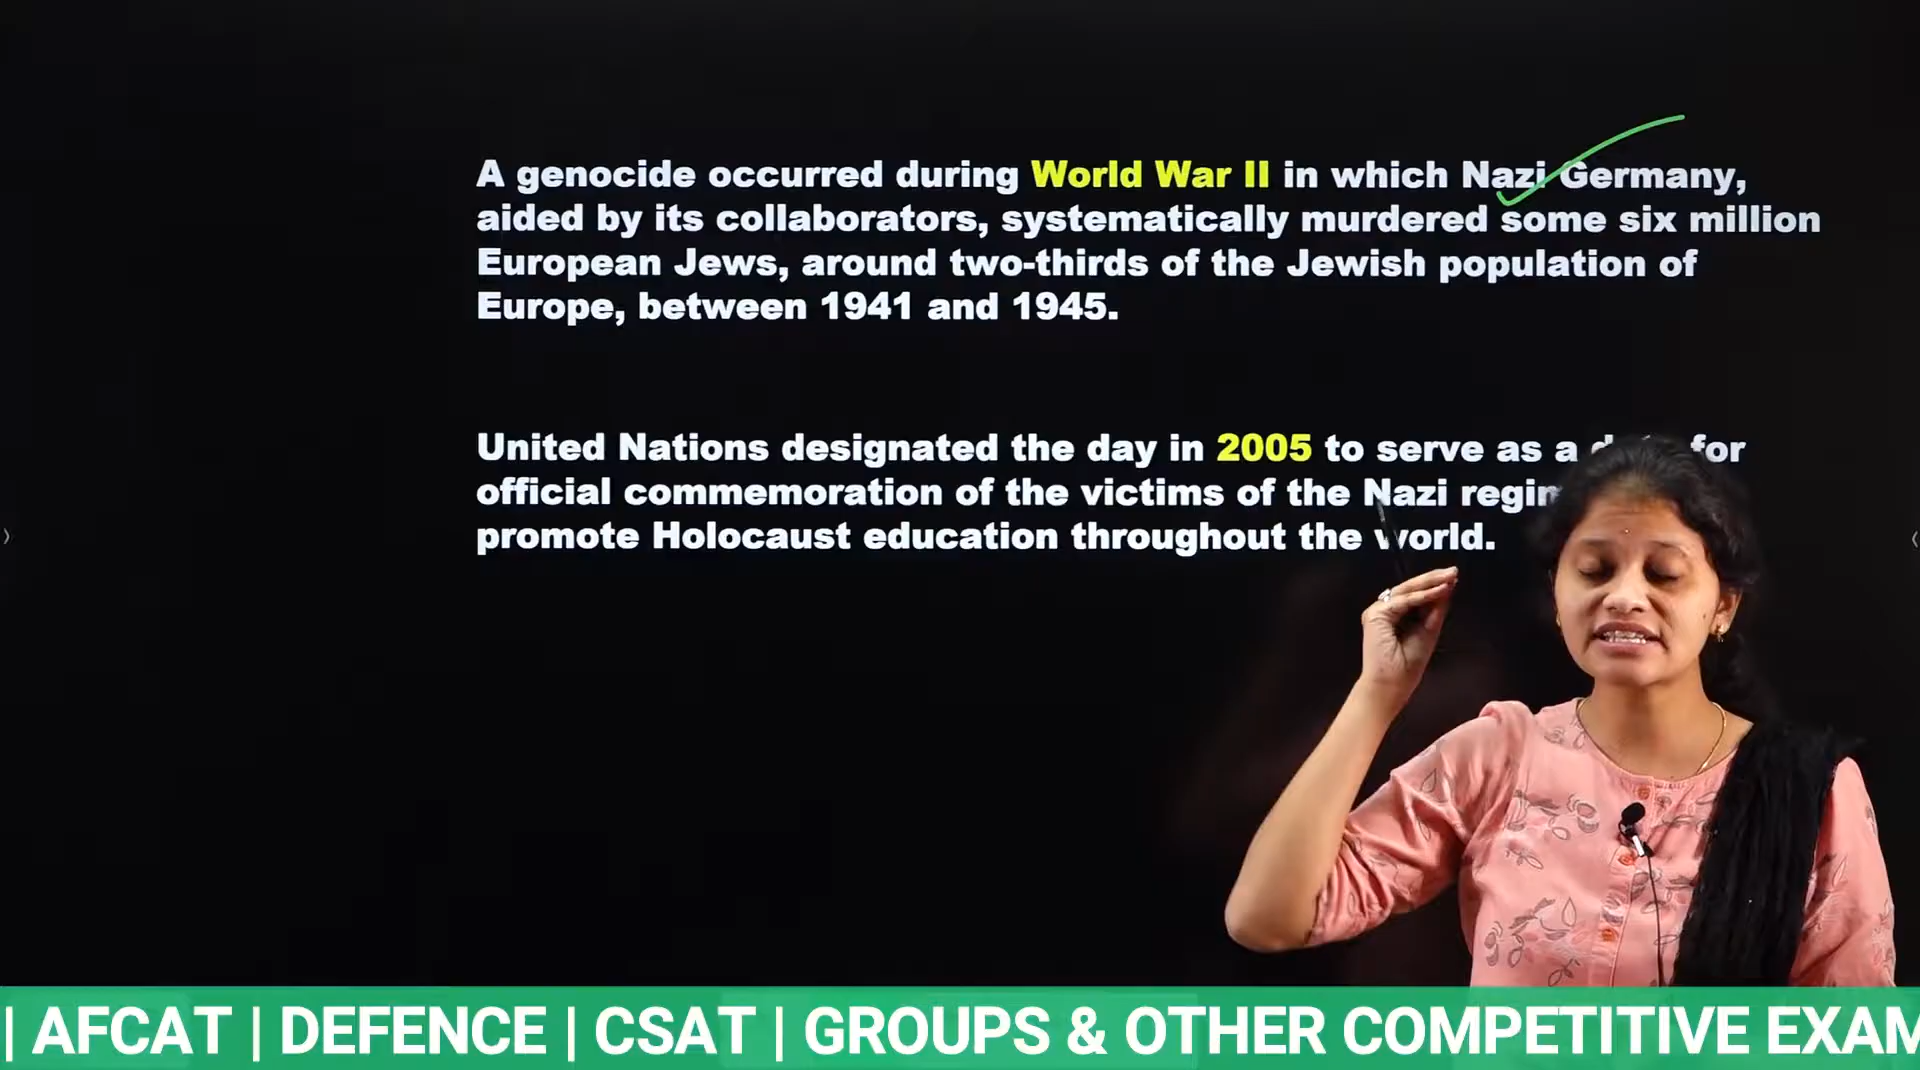 A genocide occurred during World War II in which Nazi Germany,
aided by its collaborators, systematically murdered some six million
European Jews, around two-thirds of the Jewish population of
Europe, between 1941 and 1945.
United Nations designated the day in 2005 to serve as a for
official commemoration of the victims of the Nazi
promote Holocaust education throughout the world.
| AFCAT | DEFENCE | CSAT | GROUPS & OTHER COMPETITIVE EXAM